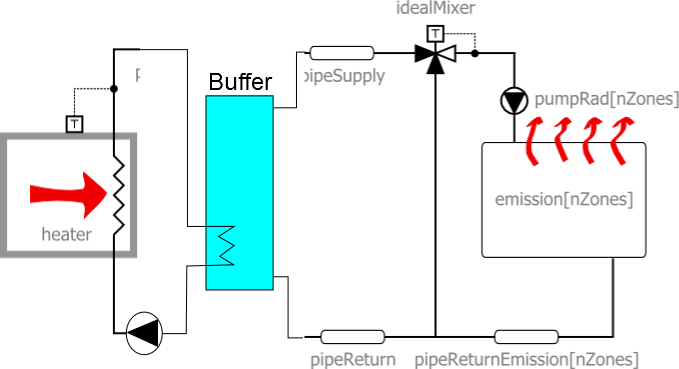 idealMixer
T
Buffer
pipeSupply
pumpRad[nZones]
T
emission[nZones]
heater
pipeReturn
pipeReturnEmission[nZones]